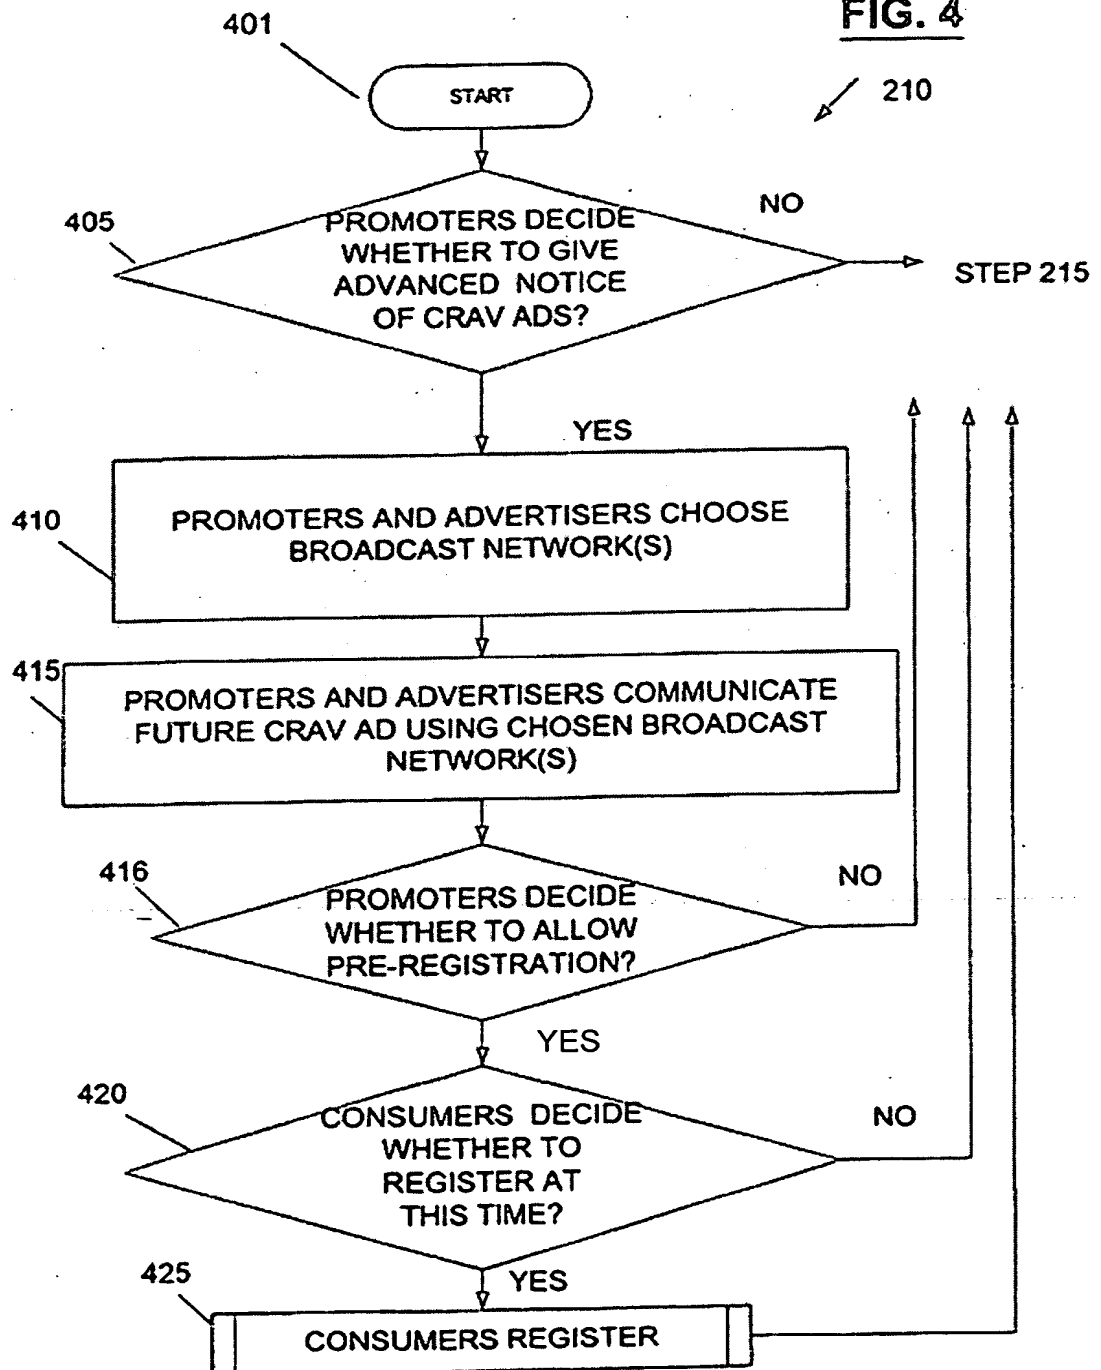 FIG. 4
401
START
210
405
PROMOTERS DECIDE
WHETHER TO GIVE
ADVANCED NOTICE
OF CRAV ADS?
NO
STEP 215
YES
410
PROMOTERS AND ADVERTISERS CHOOSE
BROADCAST NETWORK(S)
415
PROMOTERS AND ADVERTISERS COMMUNICATE
FUTURE CRAV AD USING CHOSEN BROADCAST
NETWORK(S)
416
PROMOTERS DECIDE
WHETHER TO ALLOW
PRE-REGISTRATION?
NO
YES
420
CONSUMERS DECIDE
WHETHER TO
REGISTER AT
THIS TIME?
NO
YES
425
CONSUMERS REGISTER